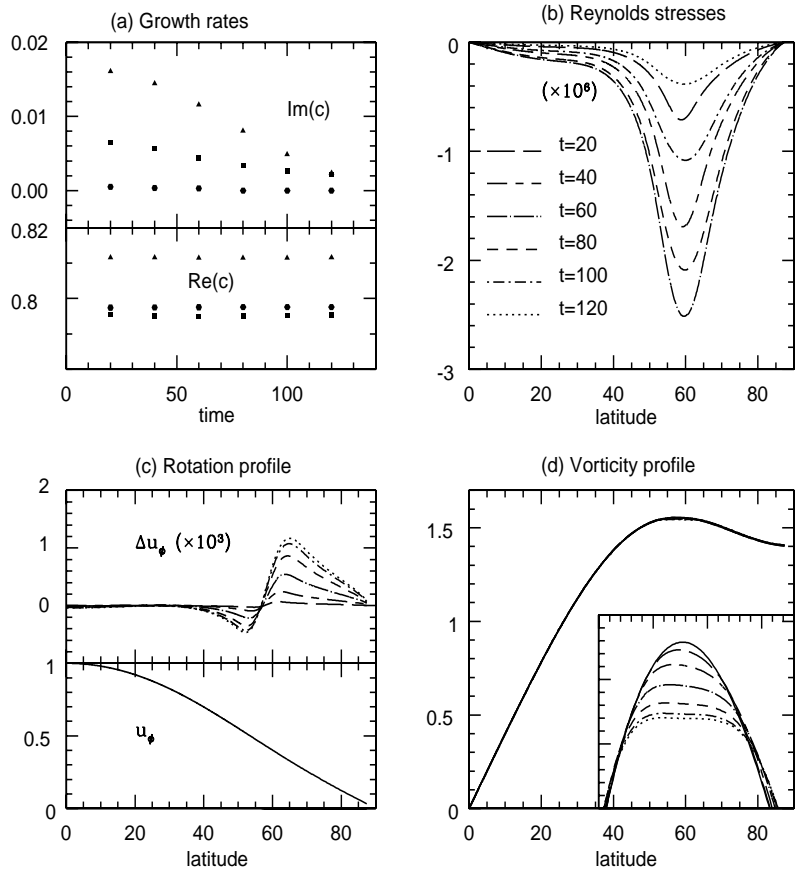 (a) Growth rates
0.02
0.01
0.00
Im(c)
0.82
0.8
Re(c)
0 40 80 120
time
(b) Reynolds stresses
0
-1
-2
-3
(×10⁶)
t=20
t=40
t=60
t=80
t=100
t=120
0 20 40 60 80
latitude
(c) Rotation profile
2
1
0
Δu_ϕ (×10³)
1
0.5
0
u_ϕ
0 20 40 60 80
latitude
(d) Vorticity profile
1.5
1
0.5
0
0 20 40 60 80
latitude